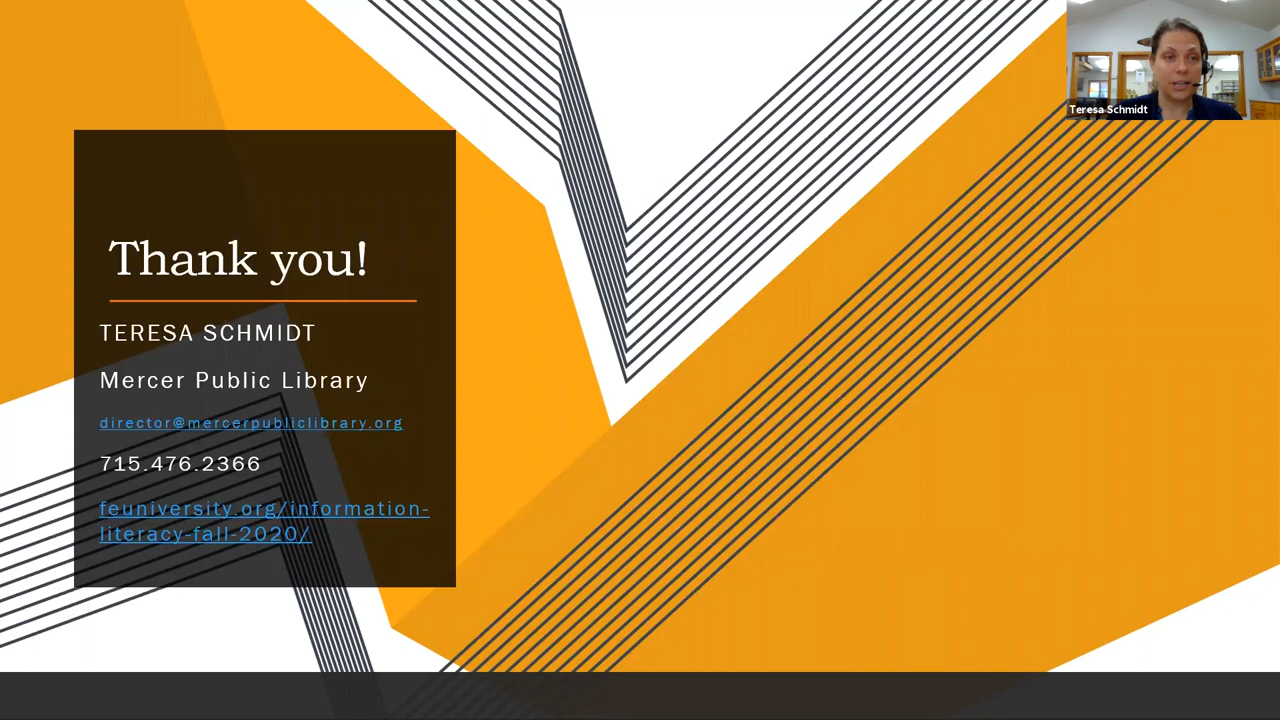 Thank you!
TERESA SCHMIDT
Mercer Public Library
director@mercerpubliclibrary.org
715.476.2366
feuniversity.org/information-
literacy-fall-2020/
Teresa Schmidt